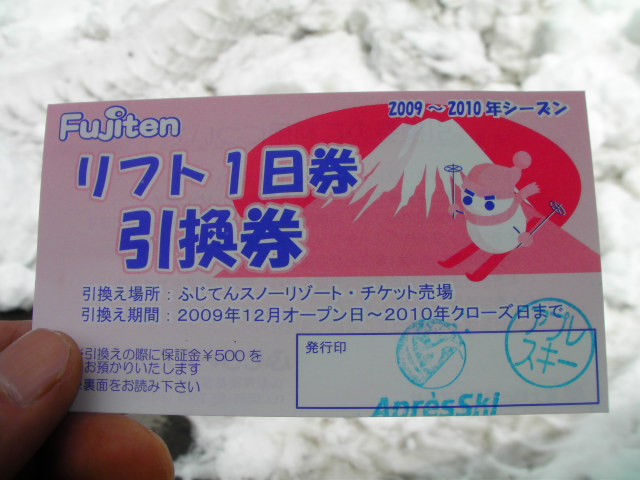 Fujiten
2009～2010年シーズン
リフト1日券
引換券
引換え場所：ふじてんスノーリゾート・チケット売場
引換え期間：2009年12月オープン日～2010年クローズ日まで
引換えの際に保証金¥500を
お預かりいたします
裏面をお読み下さい
発行印
AprèsSki
アプレ
スキー